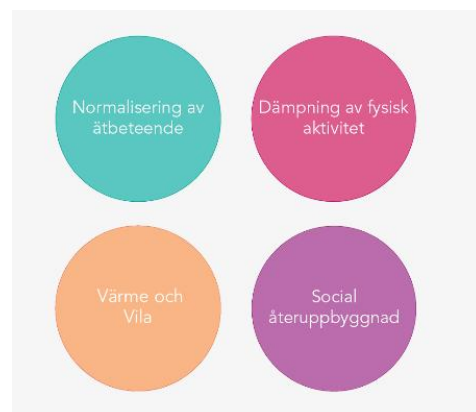 Normalisering av
ätbeteende
Dämpning av fysisk
aktivitet
Värme och
Vila
Social
återuppbyggnad